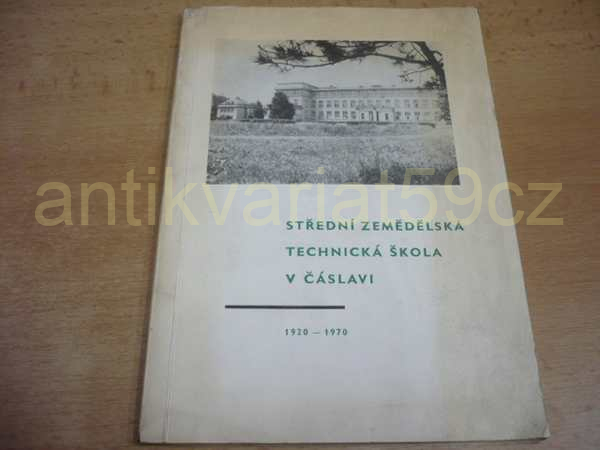 antikvariat59cz
STŘEDNÍ ZEMĚDĚLSKÁ
TECHNICKÁ ŠKOLA
V ČÁSLAVI
1920 — 1970